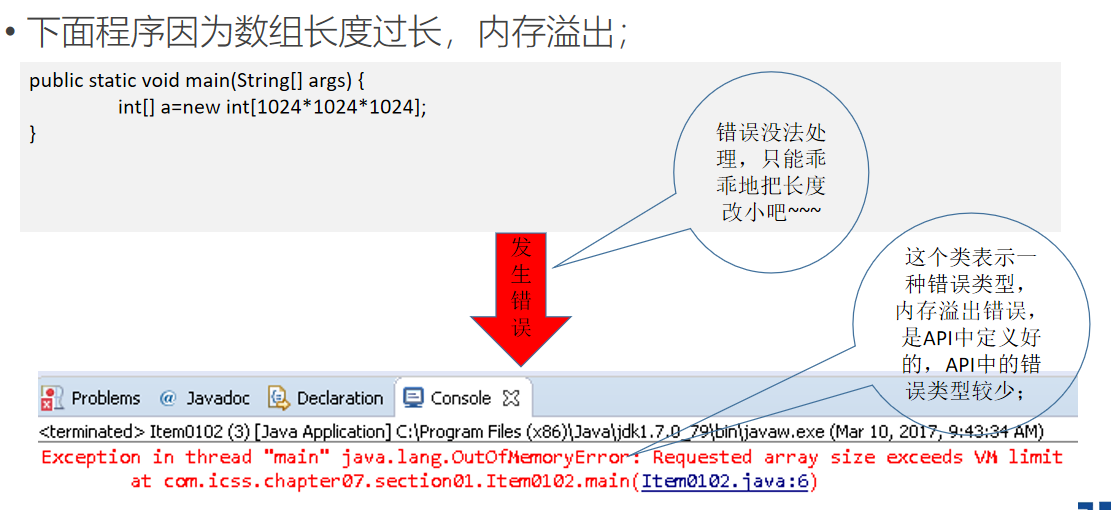 • 下面程序因为数组长度过长，内存溢出；
public static void main(String[] args) {
int[] a=new int[1024*1024*1024];
}
错误没法处
理，只能乖
乖地把长度
改小吧~~~
发
生
错
误
这个类表示一
种错误类型，
内存溢出错误，
是API中定义好
的，API中的错
误类型较少；
Problems @ Javadoc Declaration Console
<terminated> Item0102 (3) [Java Application] C:\Program Files (x86)\Java\jdk1.7.0_79\bin\javaw.exe (Mar 10, 2017, 9:43:34 AM)
Exception in thread "main" java.lang.OutOfMemoryError: Requested array size exceeds VM limit
at com.icss.chapter07.section01.Item0102.main(Item0102.java:6)